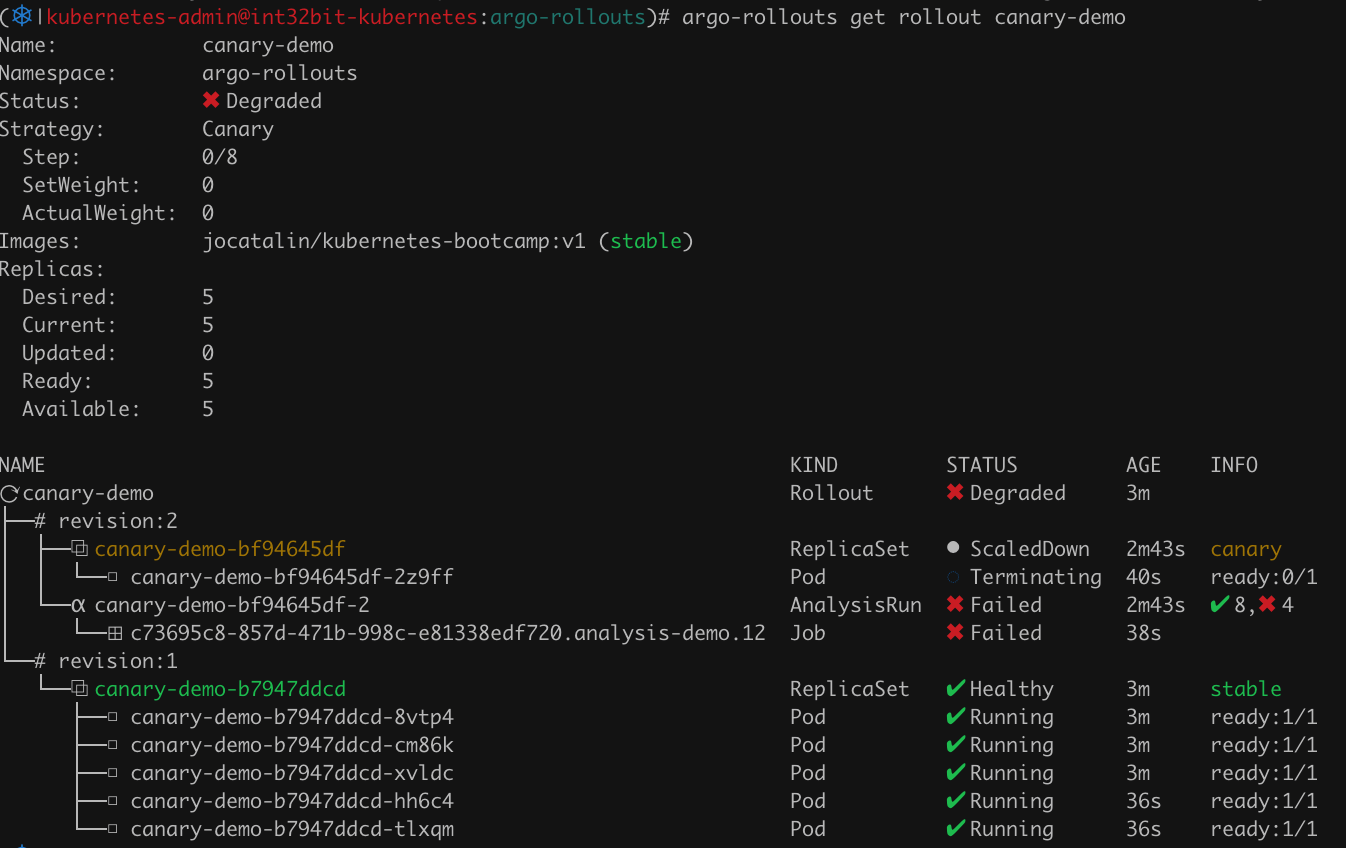 (⎈|kubernetes-admin@int32bit-kubernetes:argo-rollouts)# argo-rollouts get rollout canary-demo
Name:            canary-demo
Namespace:       argo-rollouts
Status:          ✖ Degraded
Strategy:        Canary
  Step:          0/8
  SetWeight:     0
  ActualWeight:  0
Images:          jocatalin/kubernetes-bootcamp:v1 (stable)
Replicas:
  Desired:       5
  Current:       5
  Updated:       0
  Ready:         5
  Available:     5

NAME                                                              KIND         STATUS         AGE    INFO
⟳ canary-demo                                                     Rollout      ✖ Degraded     3m
├──# revision:2
│  ├──⧉ canary-demo-bf94645df                                     ReplicaSet   • ScaledDown   2m43s  canary
│  │  └──□ canary-demo-bf94645df-2z9ff                            Pod          ◌ Terminating  40s    ready:0/1
│  └──α canary-demo-bf94645df-2                                   AnalysisRun  ✖ Failed       2m43s  ✔ 8,✖ 4
│     └──⊞ c73695c8-857d-471b-998c-e81338edf720.analysis-demo.12  Job          ✖ Failed       38s
└──# revision:1
   └──⧉ canary-demo-b7947ddcd                                     ReplicaSet   ✔ Healthy      3m     stable
      ├──□ canary-demo-b7947ddcd-8vtp4                            Pod          ✔ Running      3m     ready:1/1
      ├──□ canary-demo-b7947ddcd-cm86k                            Pod          ✔ Running      3m     ready:1/1
      ├──□ canary-demo-b7947ddcd-xvldc                            Pod          ✔ Running      3m     ready:1/1
      ├──□ canary-demo-b7947ddcd-hh6c4                            Pod          ✔ Running      36s    ready:1/1
      └──□ canary-demo-b7947ddcd-tlxqm                            Pod          ✔ Running      36s    ready:1/1